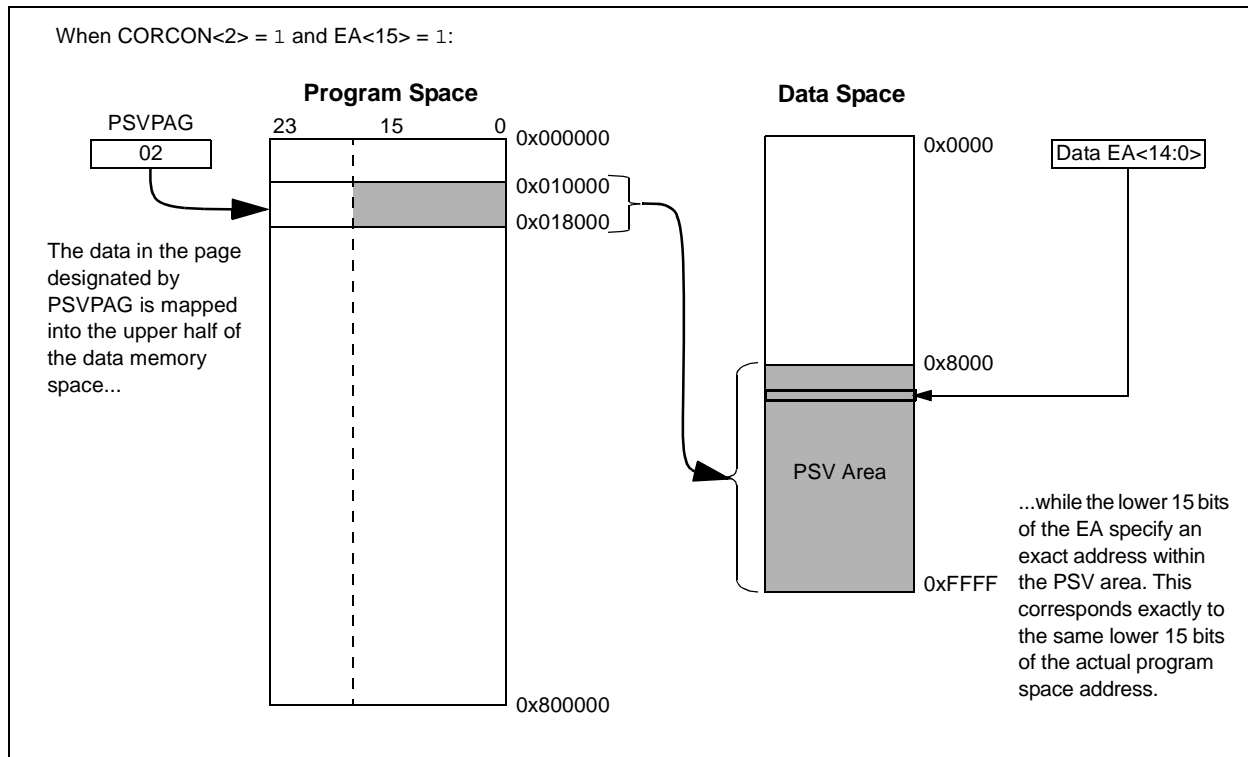 When CORCON<2> = 1 and EA<15> = 1:
Program Space
Data Space
PSVPAG
02
23 15 0
0x000000
0x010000
0x018000
0x800000
The data in the page
designated by
PSVPAG is mapped
into the upper half of
the data memory
space...
0x0000
0x8000
0xFFFF
PSV Area
Data EA<14:0>
...while the lower 15 bits
of the EA specify an
exact address within
the PSV area. This
corresponds exactly to
the same lower 15 bits
of the actual program
space address.